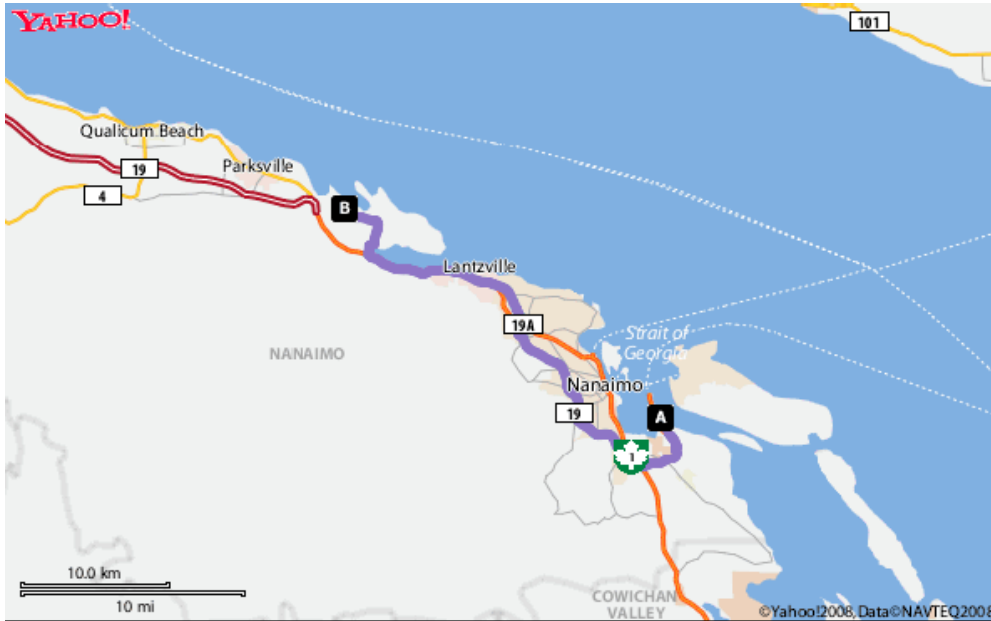 YAHOO!
101
Qualicum Beach
19
Parksville
4
B
Lantzville
19A
Strait of
Georgia
NANAIMO
Nanaimo
19
A
1
10.0 km
10 mi
COWICHAN
VALLEY
©Yahoo!2008, Data©NAVTEQ2008